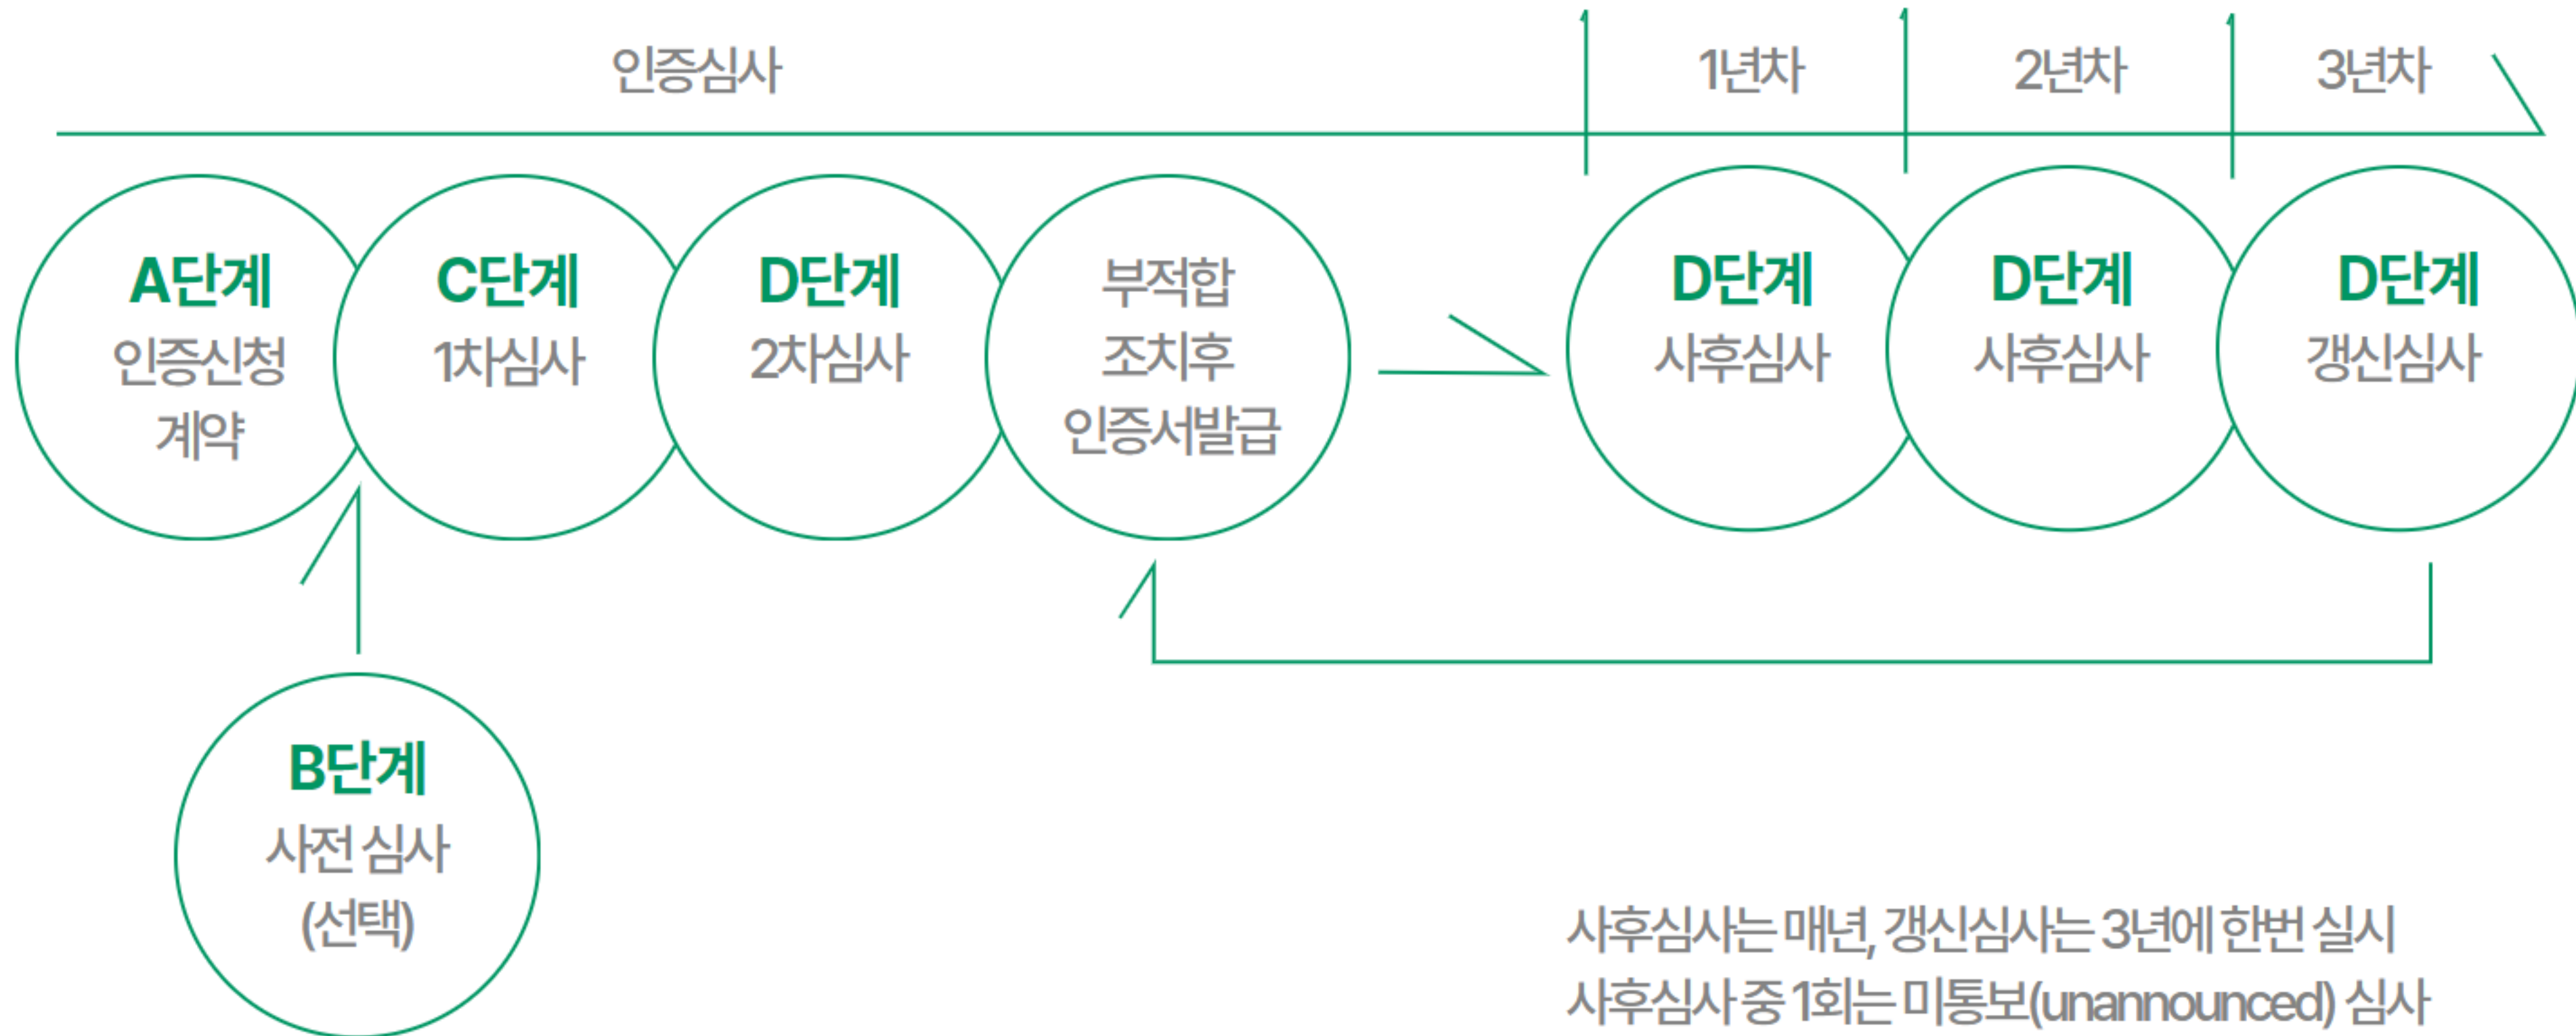 인증심사
1년차
2년차
3년차
A단계
인증신청
계약
C단계
1차심사
D단계
2차심사
부적합
조치후
인증서발급
D단계
사후심사
D단계
사후심사
D단계
갱신심사
B단계
사전 심사
(선택)
사후심사는 매년, 갱신심사는 3년에 한번 실시
사후심사 중 1회는 미통보(unannounced) 심사